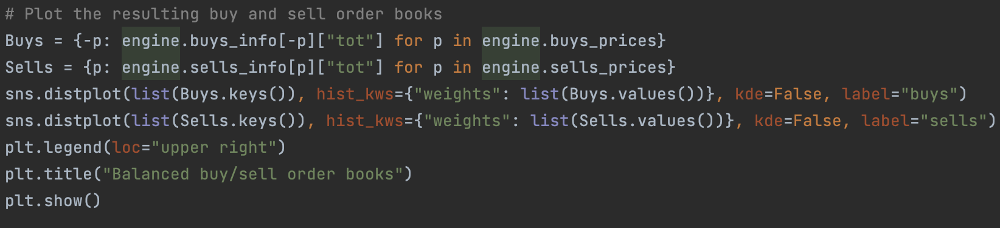 # Plot the resulting buy and sell order books
Buys = {-p: engine.buys_info[-p]["tot"] for p in engine.buys_prices}
Sells = {p: engine.sells_info[p]["tot"] for p in engine.sells_prices}
sns.distplot(list(Buys.keys()), hist_kws={"weights": list(Buys.values())}, kde=False, label="buys")
sns.distplot(list(Sells.keys()), hist_kws={"weights": list(Sells.values())}, kde=False, label="sells")
plt.legend(loc="upper right")
plt.title("Balanced buy/sell order books")
plt.show()